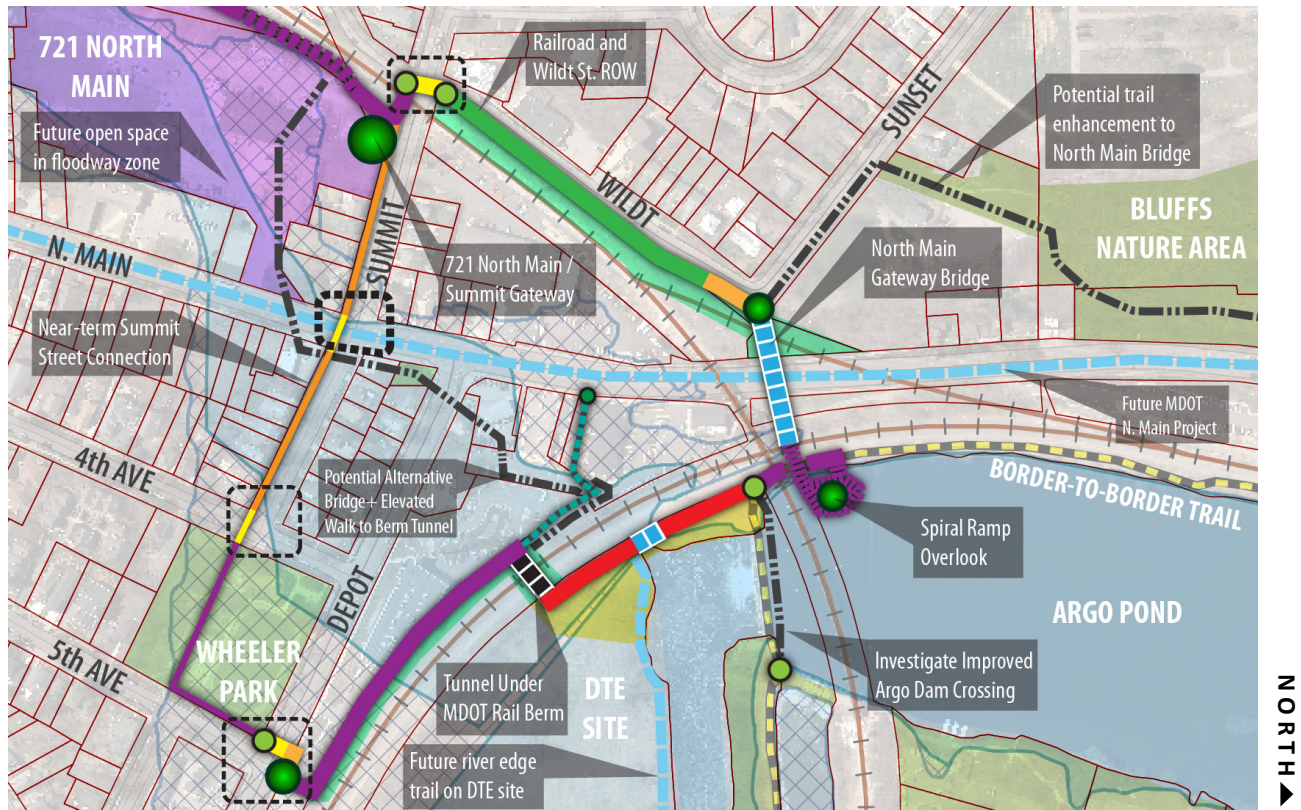 721 NORTH
MAIN
Railroad and
Wildt St. ROW
Future open space
in floodway zone
SUNSET
Potential trail
enhancement to
North Main Bridge
WILDT
BLUFFS
NATURE AREA
N. MAIN
SUMMIT
721 North Main /
Summit Gateway
North Main
Gateway Bridge
Near-term Summit
Street Connection
Future MDOT
N. Main Project
4th AVE
Potential Alternative
Bridge+ Elevated
Walk to Berm Tunnel
BORDER-TO-BORDER TRAIL
Spiral Ramp
Overlook
DEPOT
ARGO POND
5th AVE
WHEELER
PARK
Tunnel Under
MDOT Rail Berm
DTE
SITE
Investigate Improved
Argo Dam Crossing
Future river edge
trail on DTE site
NORTH